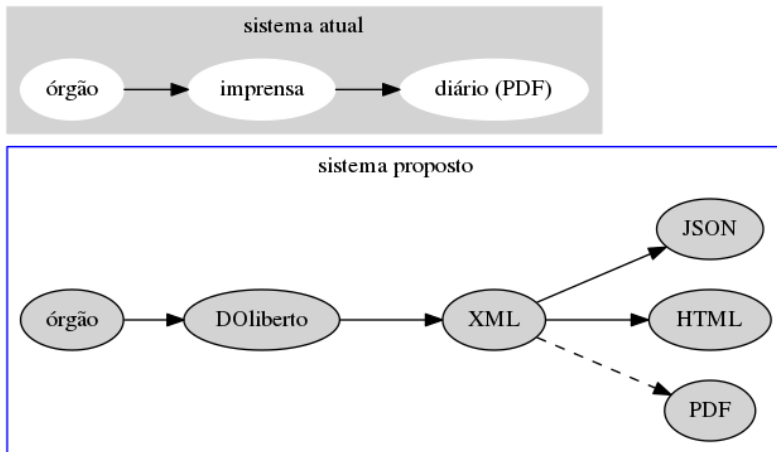 sistema atual
órgão
imprensa
diário (PDF)
sistema proposto
JSON
órgão
DOliberto
XML
HTML
PDF